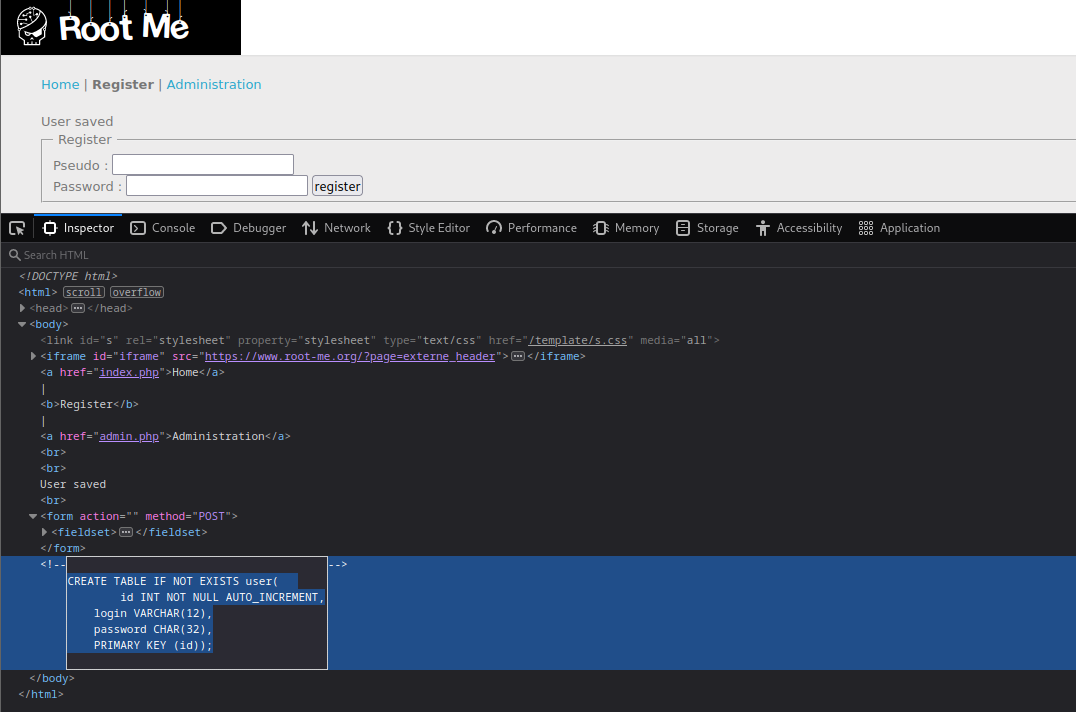 Root Me
Home | Register | Administration
User saved
Register
Pseudo :
Password : register
Inspector Console Debugger Network Style Editor Performance Memory Storage Accessibility Application
Search HTML
<!DOCTYPE html>
<html> scroll overflow
<head> ••• </head>
<body>
<link id="s" rel="stylesheet" property="stylesheet" type="text/css" href="/template/s.css" media="all">
<iframe id="iframe" src="https://www.root-me.org/?page=externe_header"> ••• </iframe>
<a href="index.php">Home</a>
|
<b>Register</b>
|
<a href="admin.php">Administration</a>
<br>
<br>
User saved
<br>
<form action="" method="POST">
<fieldset> ••• </fieldset>
</form>
<!-- -->
CREATE TABLE IF NOT EXISTS user(
id INT NOT NULL AUTO_INCREMENT,
login VARCHAR(12),
password CHAR(32),
PRIMARY KEY (id));
</body>
</html>